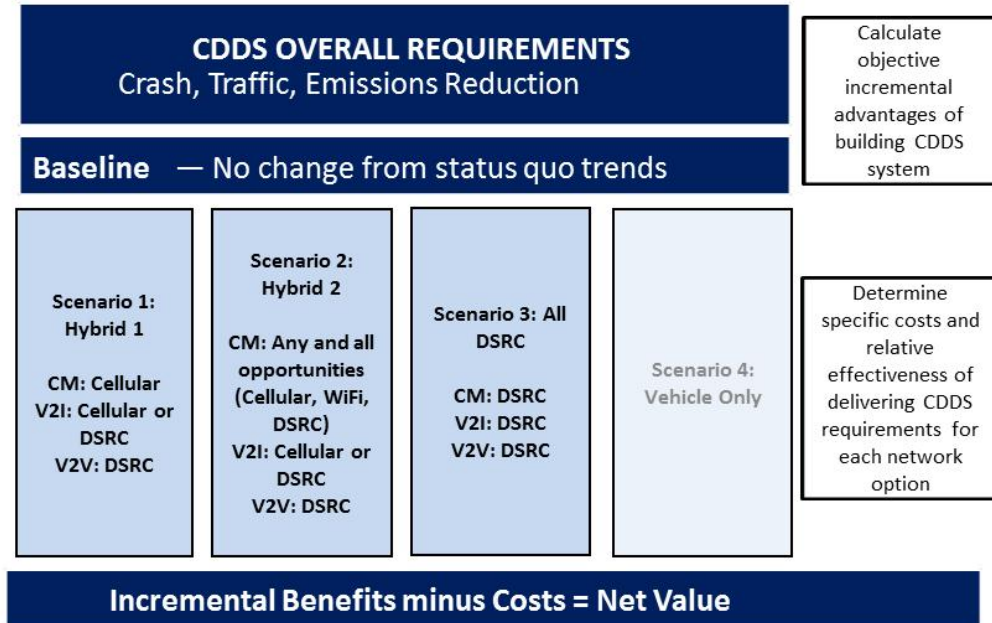 CDDS OVERALL REQUIREMENTS
Crash, Traffic, Emissions Reduction
Calculate
objective
incremental
advantages of
building CDDS
system
Baseline — No change from status quo trends
Scenario 1:
Hybrid 1
CM: Cellular
V2I: Cellular or
DSRC
V2V: DSRC
Scenario 2:
Hybrid 2
CM: Any and all
opportunities
(Cellular, WiFi,
DSRC)
V2I: Cellular or
DSRC
V2V: DSRC
Scenario 3: All
DSRC
CM: DSRC
V2I: DSRC
V2V: DSRC
Scenario 4:
Vehicle Only
Determine
specific costs and
relative
effectiveness of
delivering CDDS
requirements for
each network
option
Incremental Benefits minus Costs = Net Value